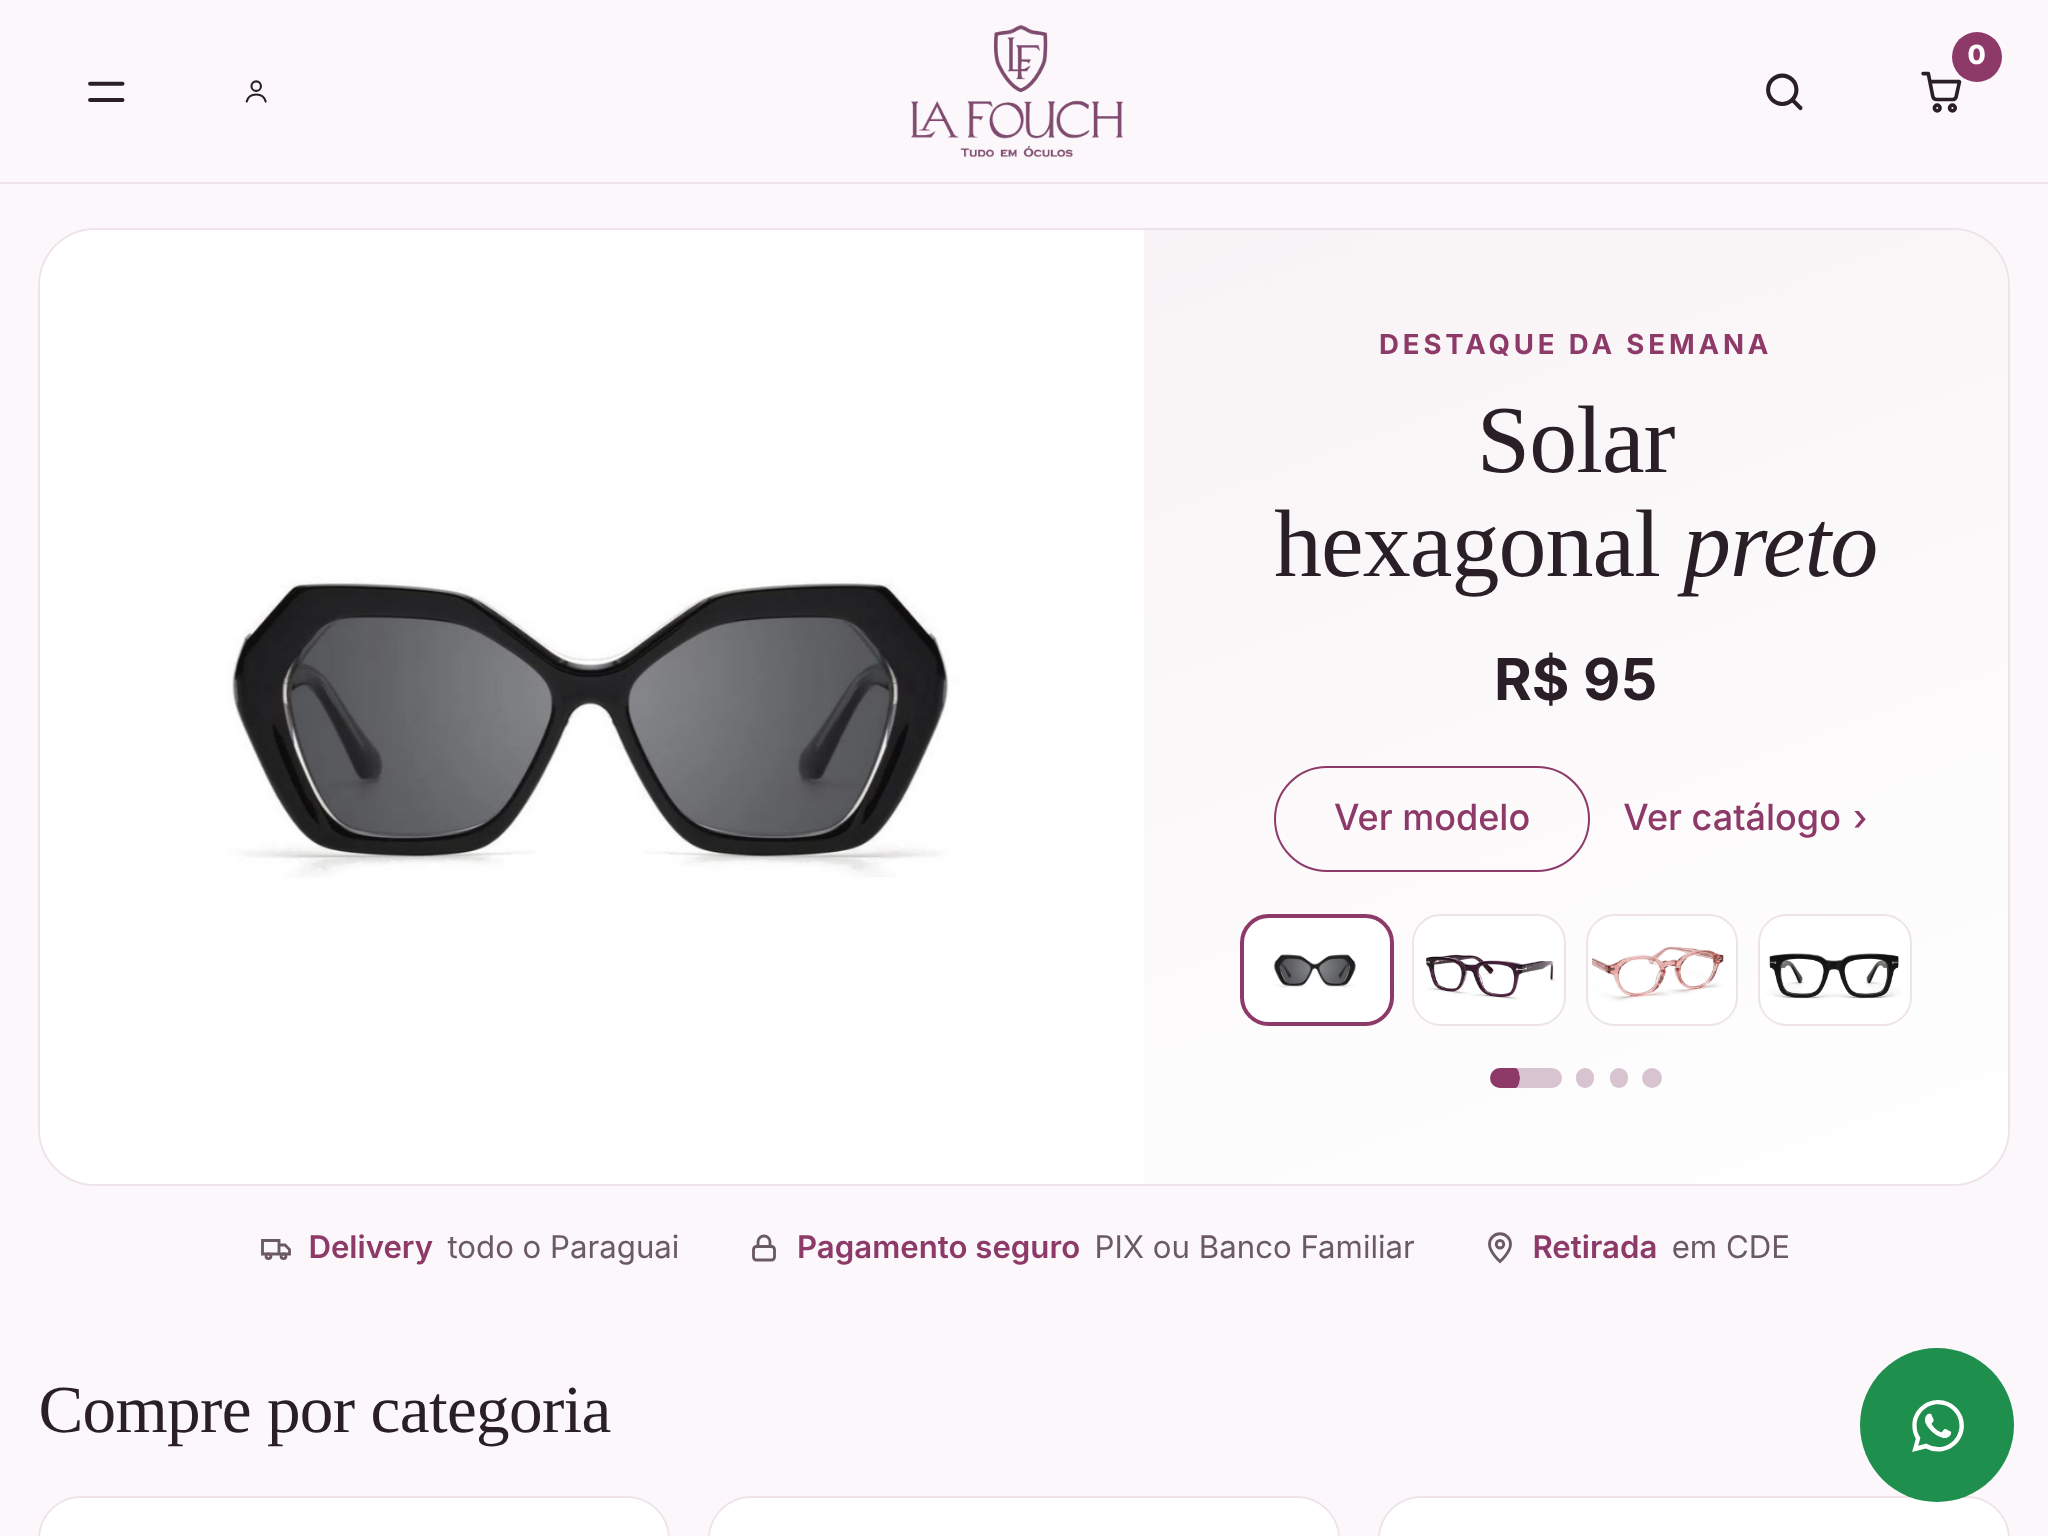 LF
LA FOUCH
Tudo em Óculos
0
DESTAQUE DA SEMANA
Solar
hexagonal preto
R$ 95
Ver modelo
Ver catálogo ›
Delivery todo o Paraguai
Pagamento seguro PIX ou Banco Familiar
Retirada em CDE
Compre por categoria